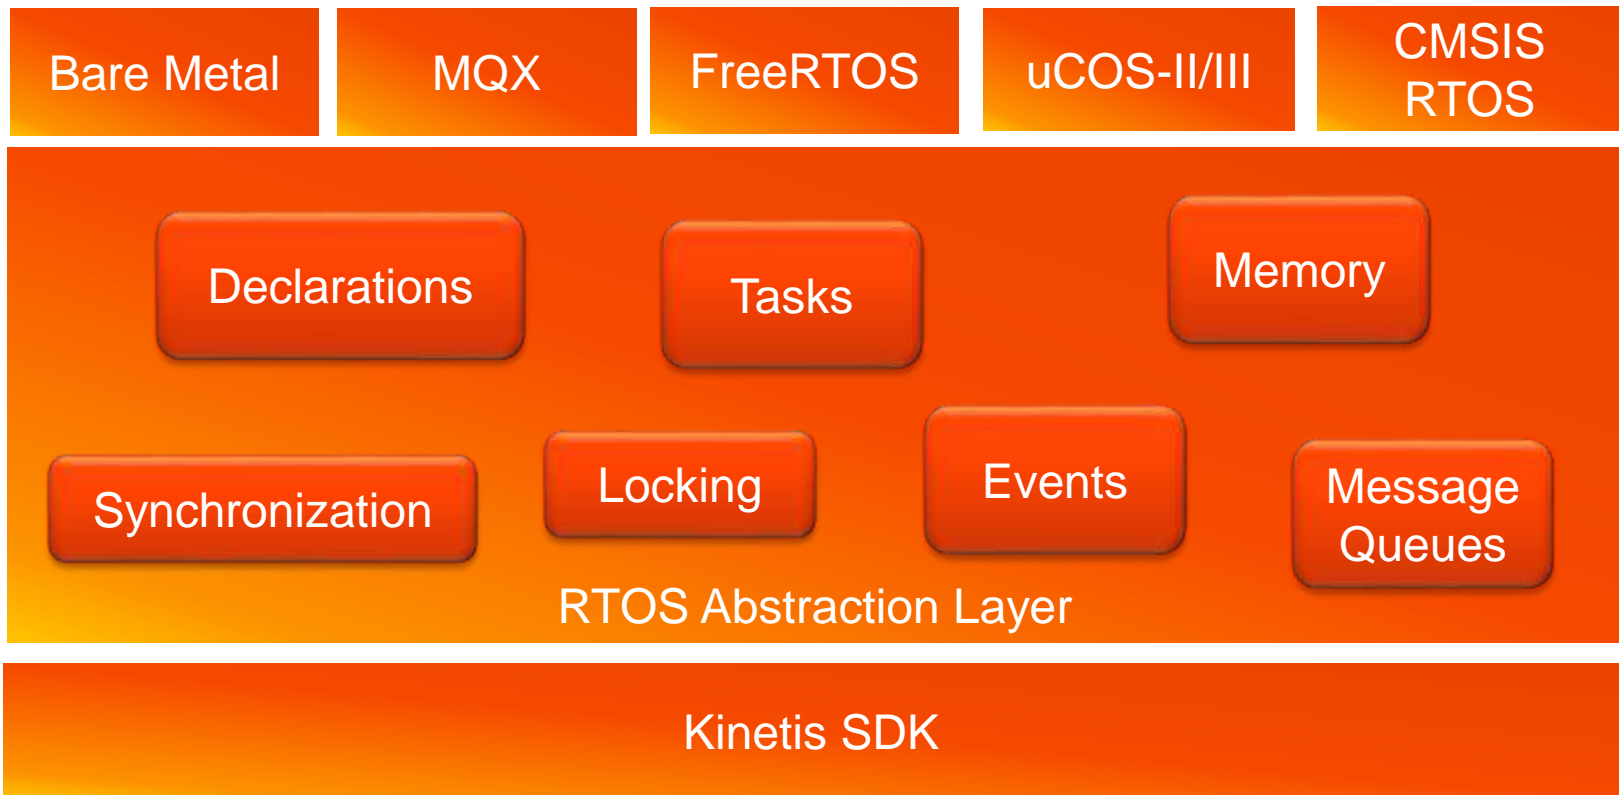 Bare Metal
MQX
FreeRTOS
uCOS-II/III
CMSIS
RTOS
Declarations
Tasks
Memory
Synchronization
Locking
Events
Message
Queues
RTOS Abstraction Layer
Kinetis SDK